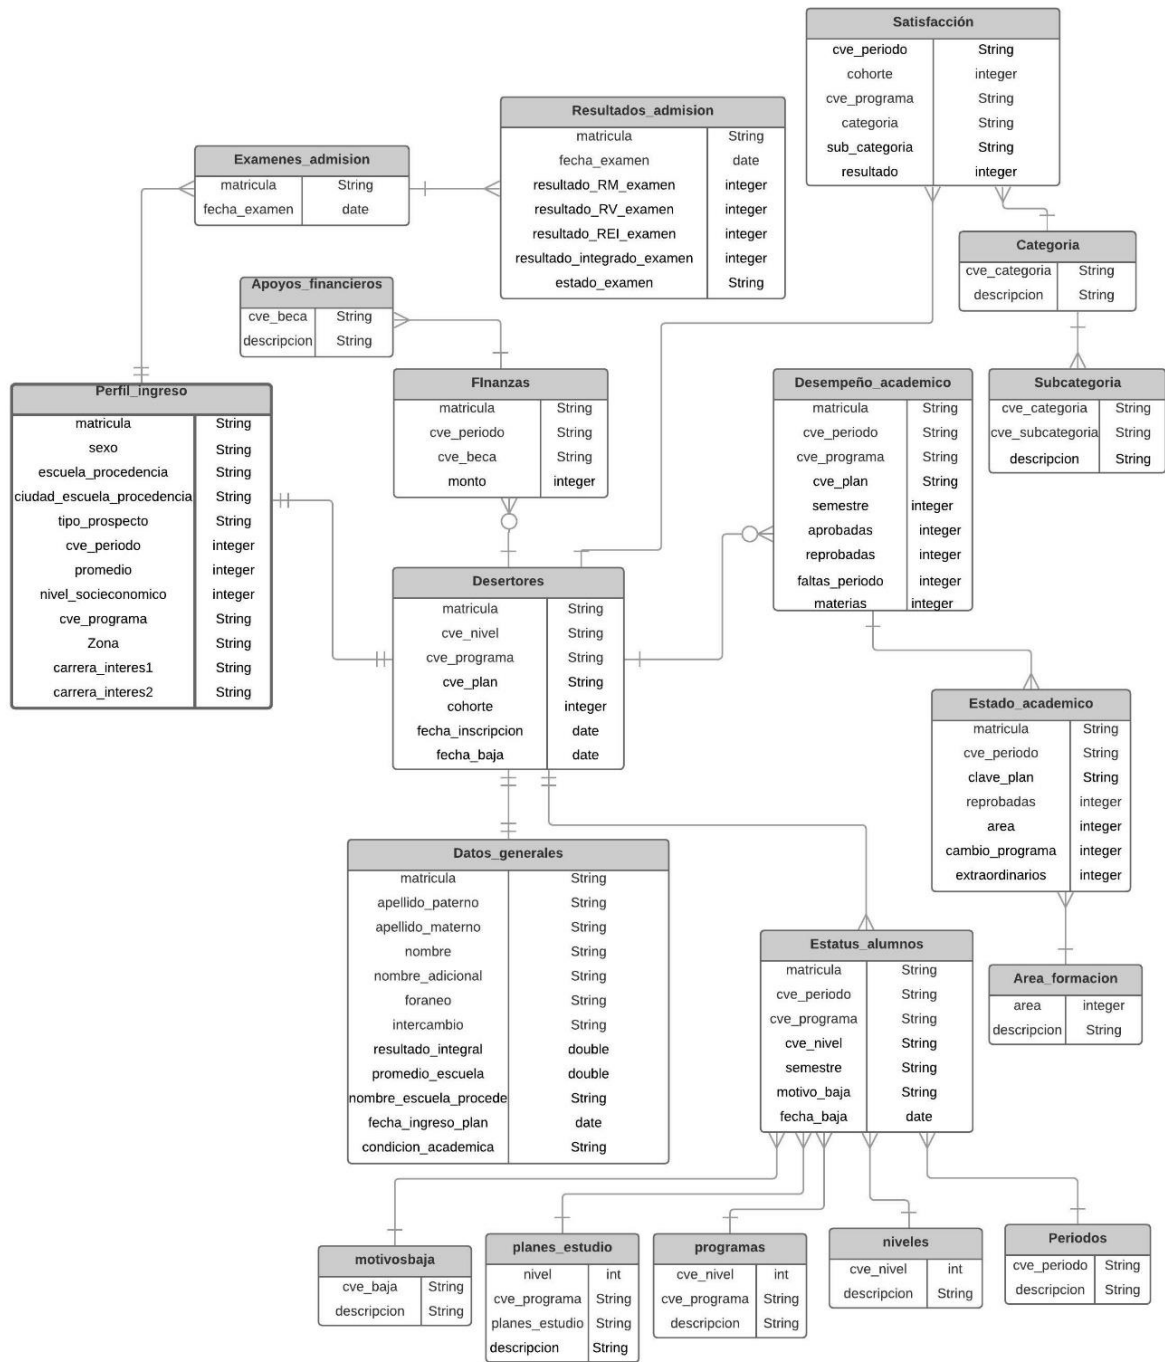 Satisfacción
cve_periodo String
cohorte integer
cve_programa String
categoria String
sub_categoria String
resultado integer
Resultados_admision
matricula String
fecha_examen date
resultado_RM_examen integer
resultado_RV_examen integer
resultado_REI_examen integer
resultado_integrado_examen integer
estado_examen String
Examenes_admision
matricula String
fecha_examen date
Categoria
cve_categoria String
descripcion String
Apoyos_financieros
cve_beca String
descripcion String
Perfil_ingreso
matricula String
sexo String
escuela_procedencia String
ciudad_escuela_procedencia String
tipo_prospecto String
cve_periodo integer
promedio integer
nivel_socieconomico integer
cve_programa String
Zona String
carrera_interes1 String
carrera_interes2 String
FInanzas
matricula String
cve_periodo String
cve_beca String
monto integer
Desempeño_academico
matricula String
cve_periodo String
cve_programa String
cve_plan String
semestre integer
aprobadas integer
reprobadas integer
faltas_periodo integer
materias integer
Subcategoria
cve_categoria String
cve_subcategoria String
descripcion String
Desertores
matricula String
cve_nivel String
cve_programa String
cve_plan String
cohorte integer
fecha_inscripcion date
fecha_baja date
Estado_academico
matricula String
cve_periodo String
clave_plan String
reprobadas integer
area integer
cambio_programa integer
extraordinarios integer
Datos_generales
matricula String
apellido_paterno String
apellido_materno String
nombre String
nombre_adicional String
foraneo String
intercambio String
resultado_integral double
promedio_escuela double
nombre_escuela_procede String
fecha_ingreso_plan date
condicion_academica String
Estatus_alumnos
matricula String
cve_periodo String
cve_programa String
cve_nivel String
semestre String
motivo_baja String
fecha_baja date
Area_formacion
area integer
descripcion String
motivosbaja
cve_baja String
descripcion String
planes_estudio
nivel int
cve_programa String
planes_estudio String
descripcion String
programas
cve_nivel int
cve_programa String
descripcion String
niveles
cve_nivel int
descripcion String
Periodos
cve_periodo String
descripcion String